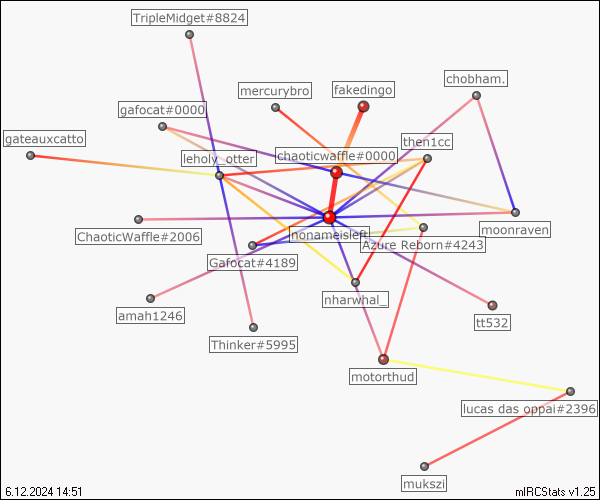 TripleMidget#8824
chobham.
mercurybro
fakedingo
gafocat#0000
gateauxcatto
then1cc
leholy_otter
chaoticwaffle#0000
ChaoticWaffle#2006
nonameisleft
moonraven
Azure Reborn#4243
Gafocat#4189
nharwhal_
amah1246
tt532
Thinker#5995
motorthud
lucas das oppai#2396
mukszi
6.12.2024 14:51
mIRCStats v1.25